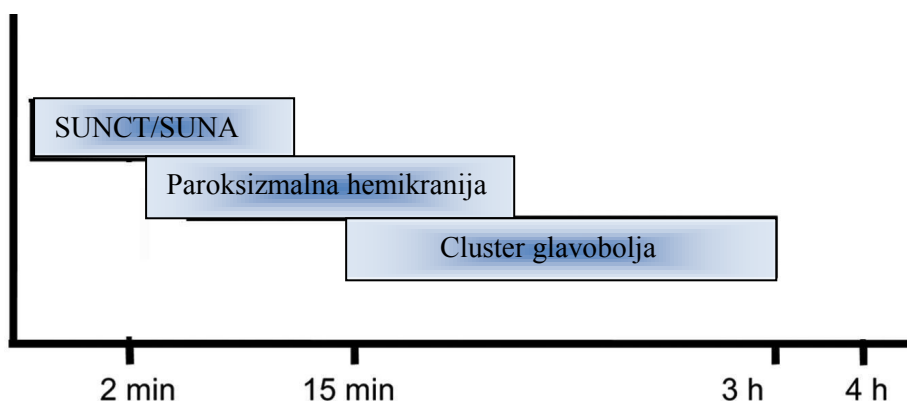 SUNCT/SUNA
Paroksizmalna hemikranija
Cluster glavobolja
2 min 15 min 3 h 4 h